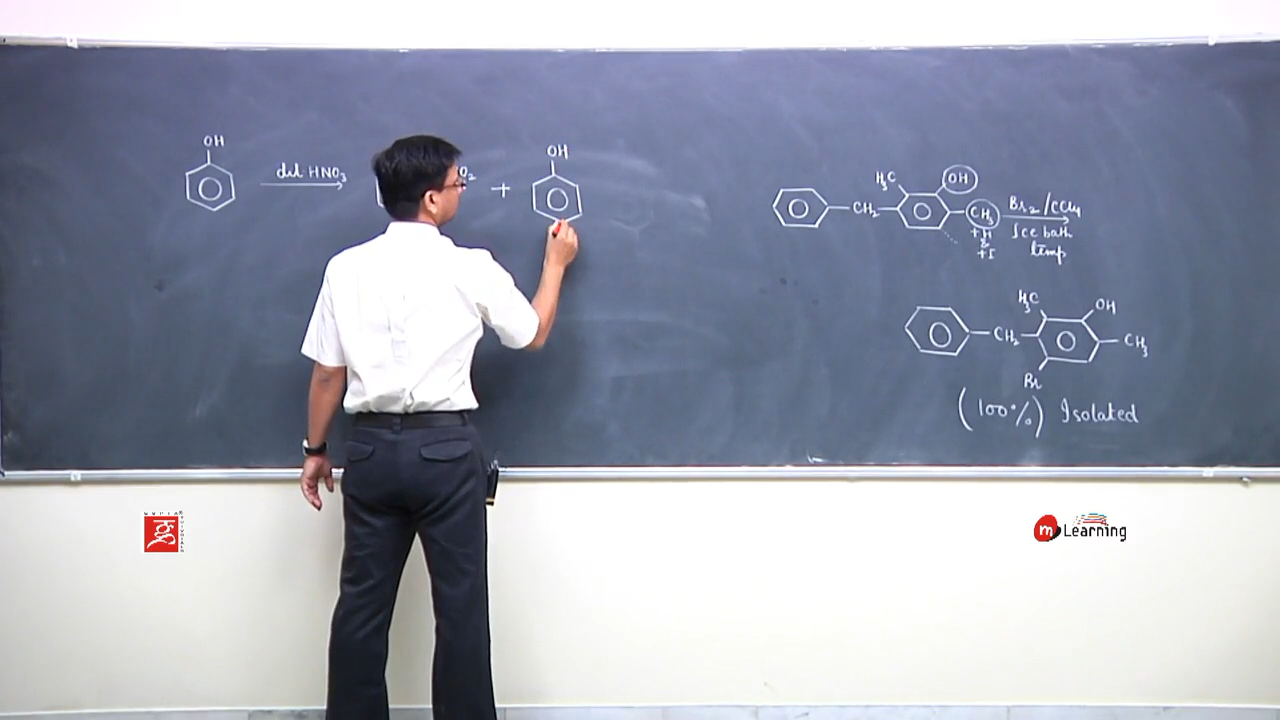 OH
dil HNO3
O2
+
OH
H3C
OH
CH2
CH3
+H
&
+I
Br2/CCl4
Ice bath
temp
H3C
OH
CH2
CH3
Br
(100%) Isolated
g
m Learning